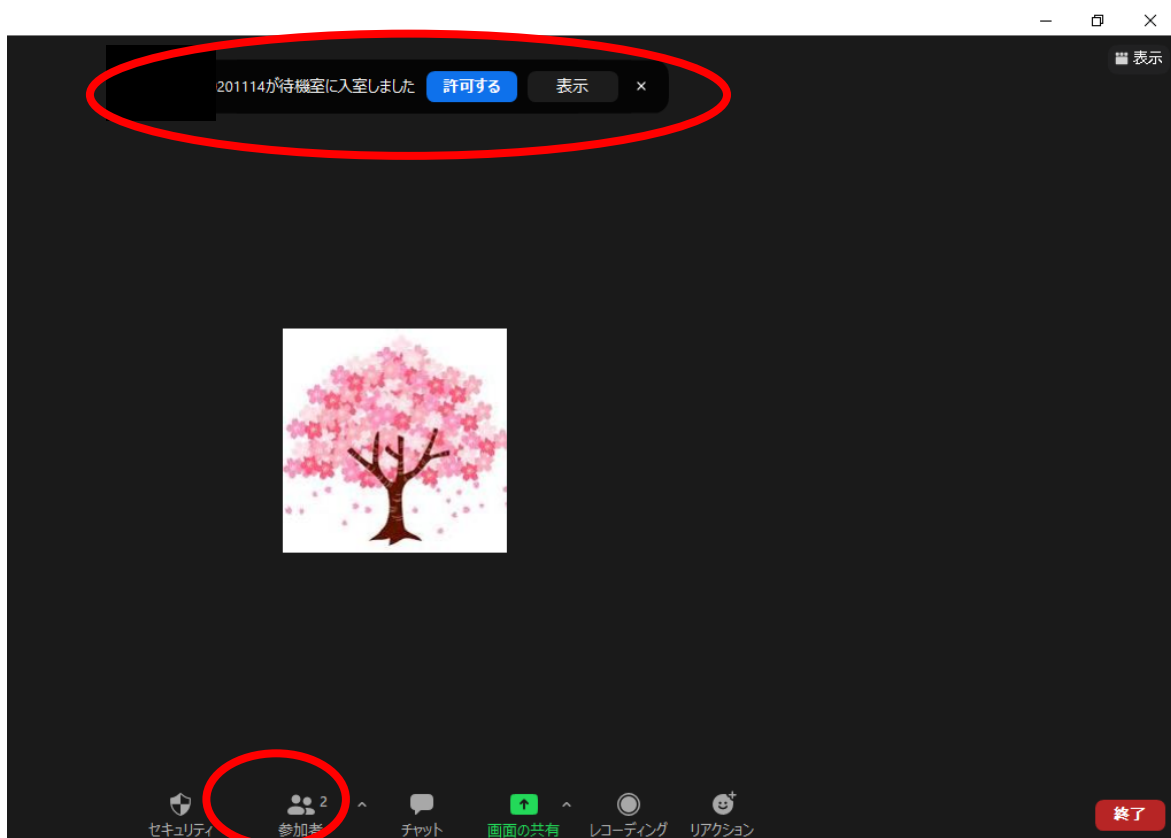 表示
201114が待機室に入室しました 許可する 表示 ×
2
セキュリティ 参加者 チャット 画面の共有 レコーディング リアクション 終了